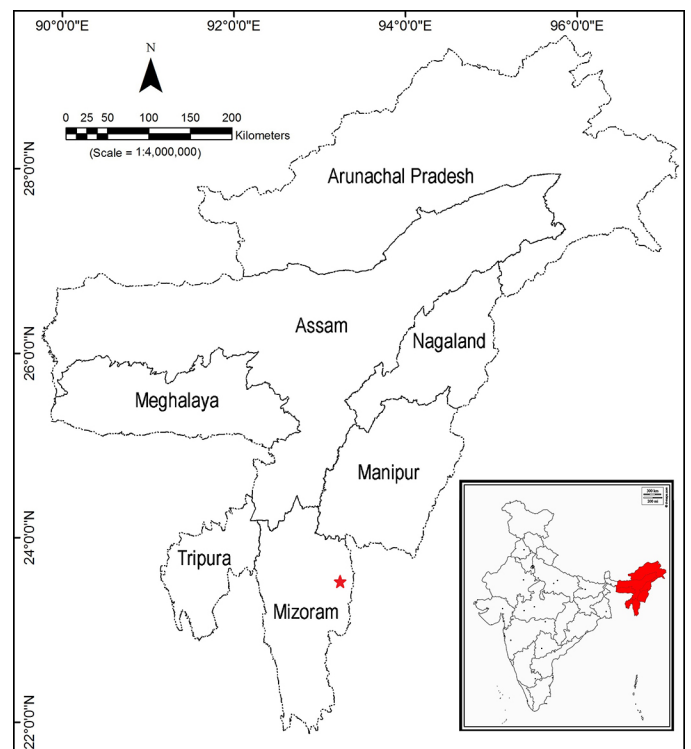 90°0'0"E
92°0'0"E
94°0'0"E
96°0'0"E
N
0 25 50 100 150 200
Kilometers
(Scale = 1:4,000,000)
28°0'0"N
Arunachal Pradesh
Assam
Nagaland
26°0'0"N
Meghalaya
Manipur
24°0'0"N
Tripura
Mizoram
22°0'0"N